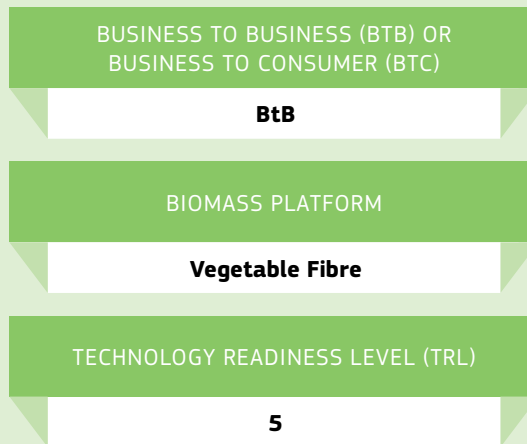 BUSINESS TO BUSINESS (BTB) OR
BUSINESS TO CONSUMER (BTC)
BtB
BIOMASS PLATFORM
Vegetable Fibre
TECHNOLOGY READINESS LEVEL (TRL)
5